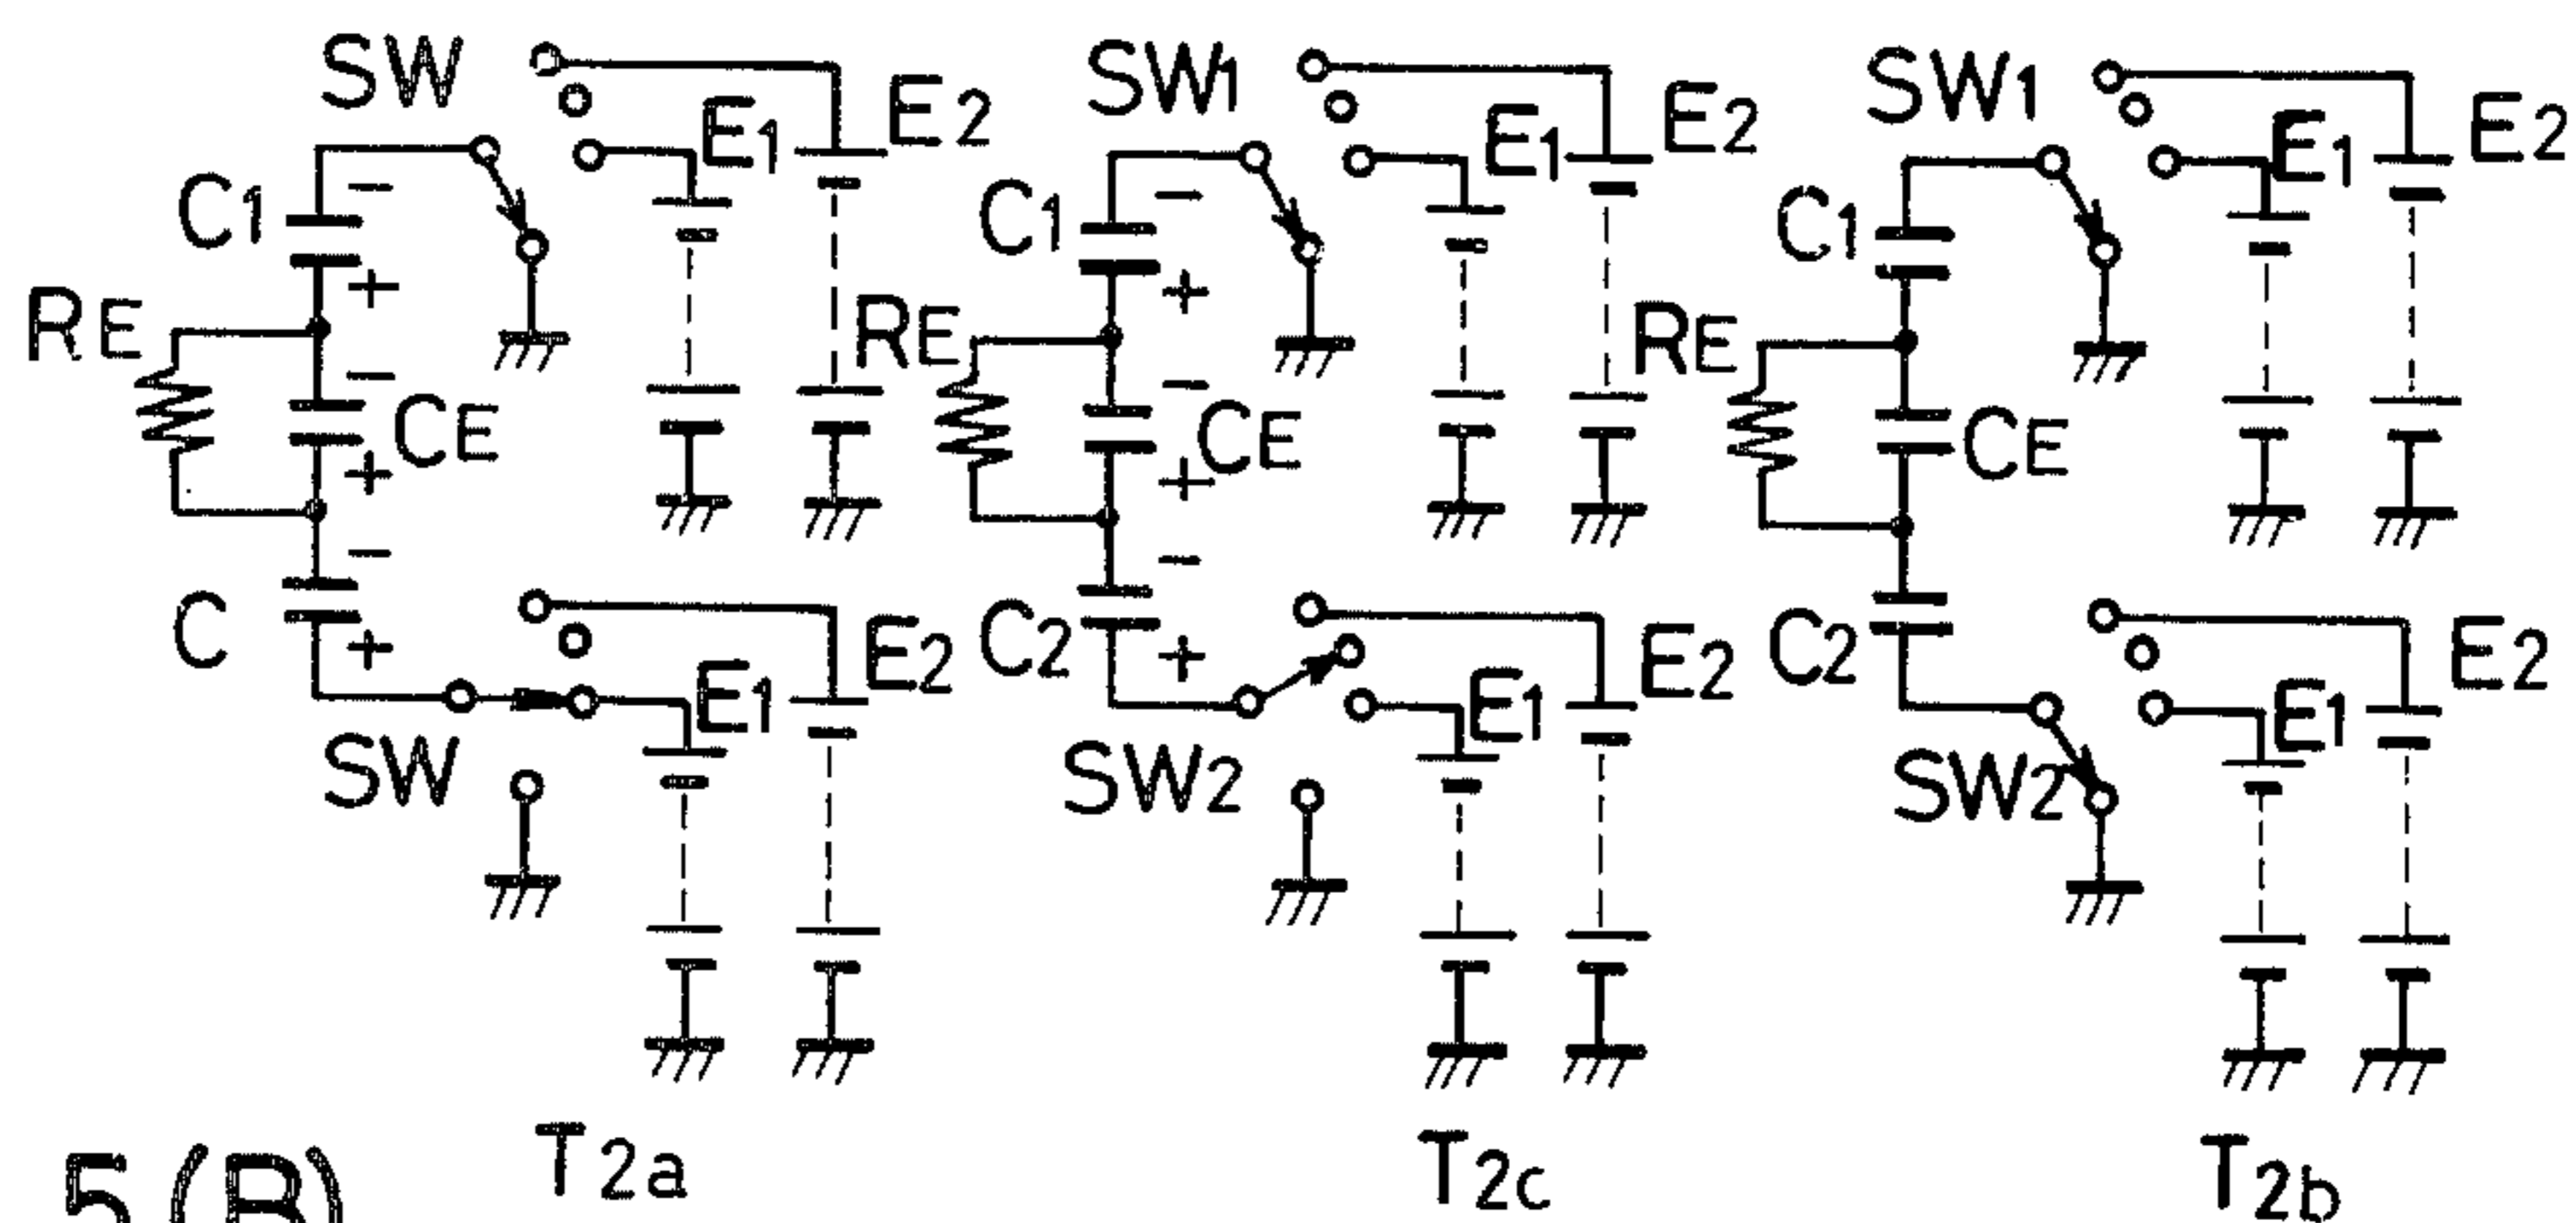 SW E1 E2 SW1 E1 E2 SW1 E1 E2
C1 − + C1 − + C1
RE − + CE RE − + CE RE CE
C − + E1 E2 C2 − + E1 E2 C2 E1 E2
SW SW2 SW2
5(B) T2a T2c T2b